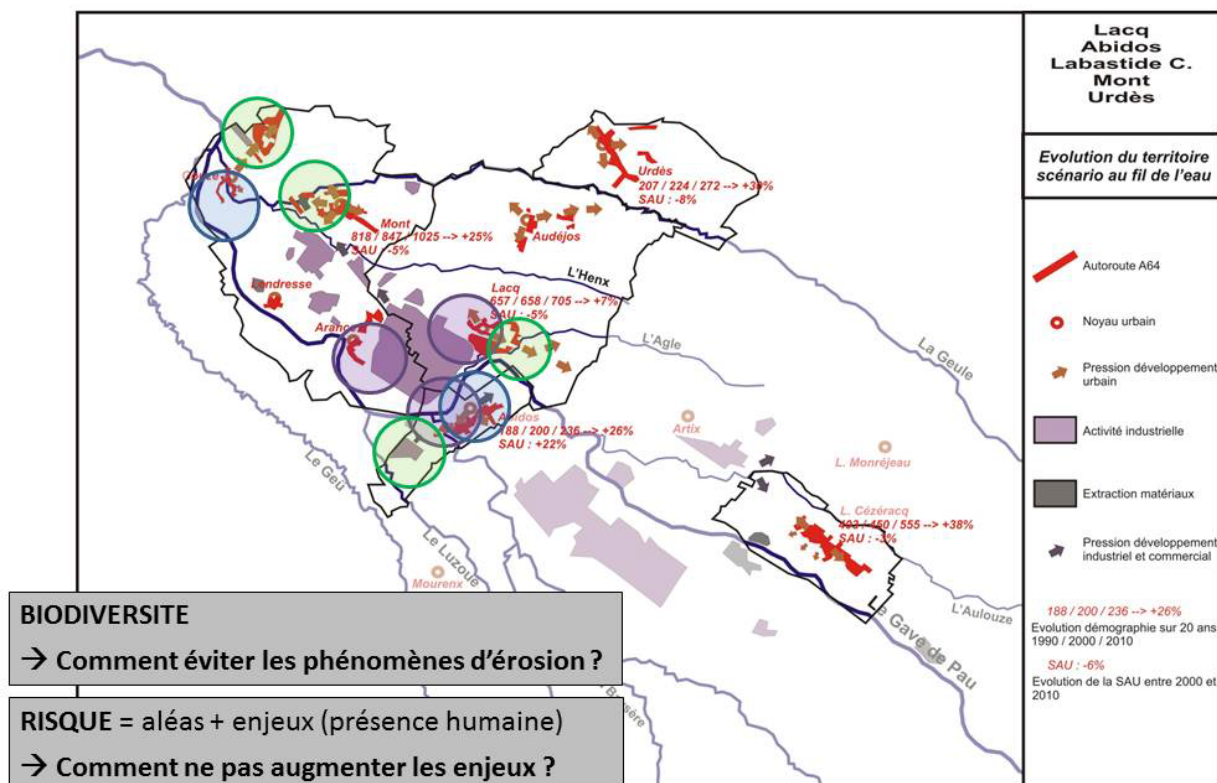 Lacq
Abidos
Labastide C.
Mont
Urdès
Evolution du territoire
scénario au fil de l'eau
Autoroute A64
Noyau urbain
Pression développement
urbain
Activité industrielle
Extraction matériaux
Pression développement
industriel et commercial
188 / 200 / 236 --> +26%
Evolution démographie sur 20 ans
1990 / 2000 / 2010
SAU : -6%
Evolution de la SAU entre 2000 et
2010
Urdès
207 / 224 / 272 --> +30%
SAU : -8%
Mont
818 / 847 / 1025 --> +25%
SAU : -5%
Audéjos
L'Henx
Lendresse
Lacq
657 / 658 / 705 --> +7%
SAU : -5%
Arance
L'Agle
La Geule
Abidos
188 / 200 / 236 --> +26%
SAU : +22%
Artix
L. Monréjeau
Le Geü
L. Cézéracq
403 / 450 / 555 --> +38%
SAU : -3%
Le Luzoué
Mourenx
L'Aulouze
Le Gave de Pau
BIODIVERSITE
→ Comment éviter les phénomènes d'érosion ?
RISQUE = aléas + enjeux (présence humaine)
→ Comment ne pas augmenter les enjeux ?